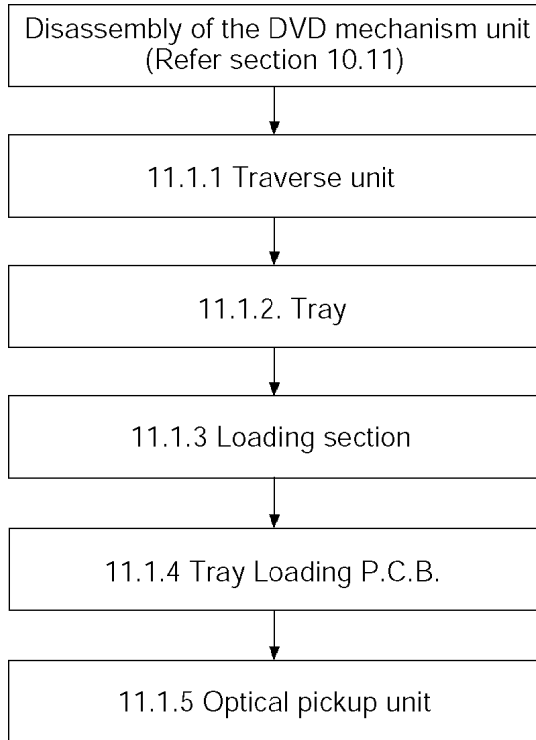 Disassembly of the DVD mechanism unit
(Refer section 10.11)
11.1.1 Traverse unit
11.1.2. Tray
11.1.3 Loading section
11.1.4 Tray Loading P.C.B.
11.1.5 Optical pickup unit